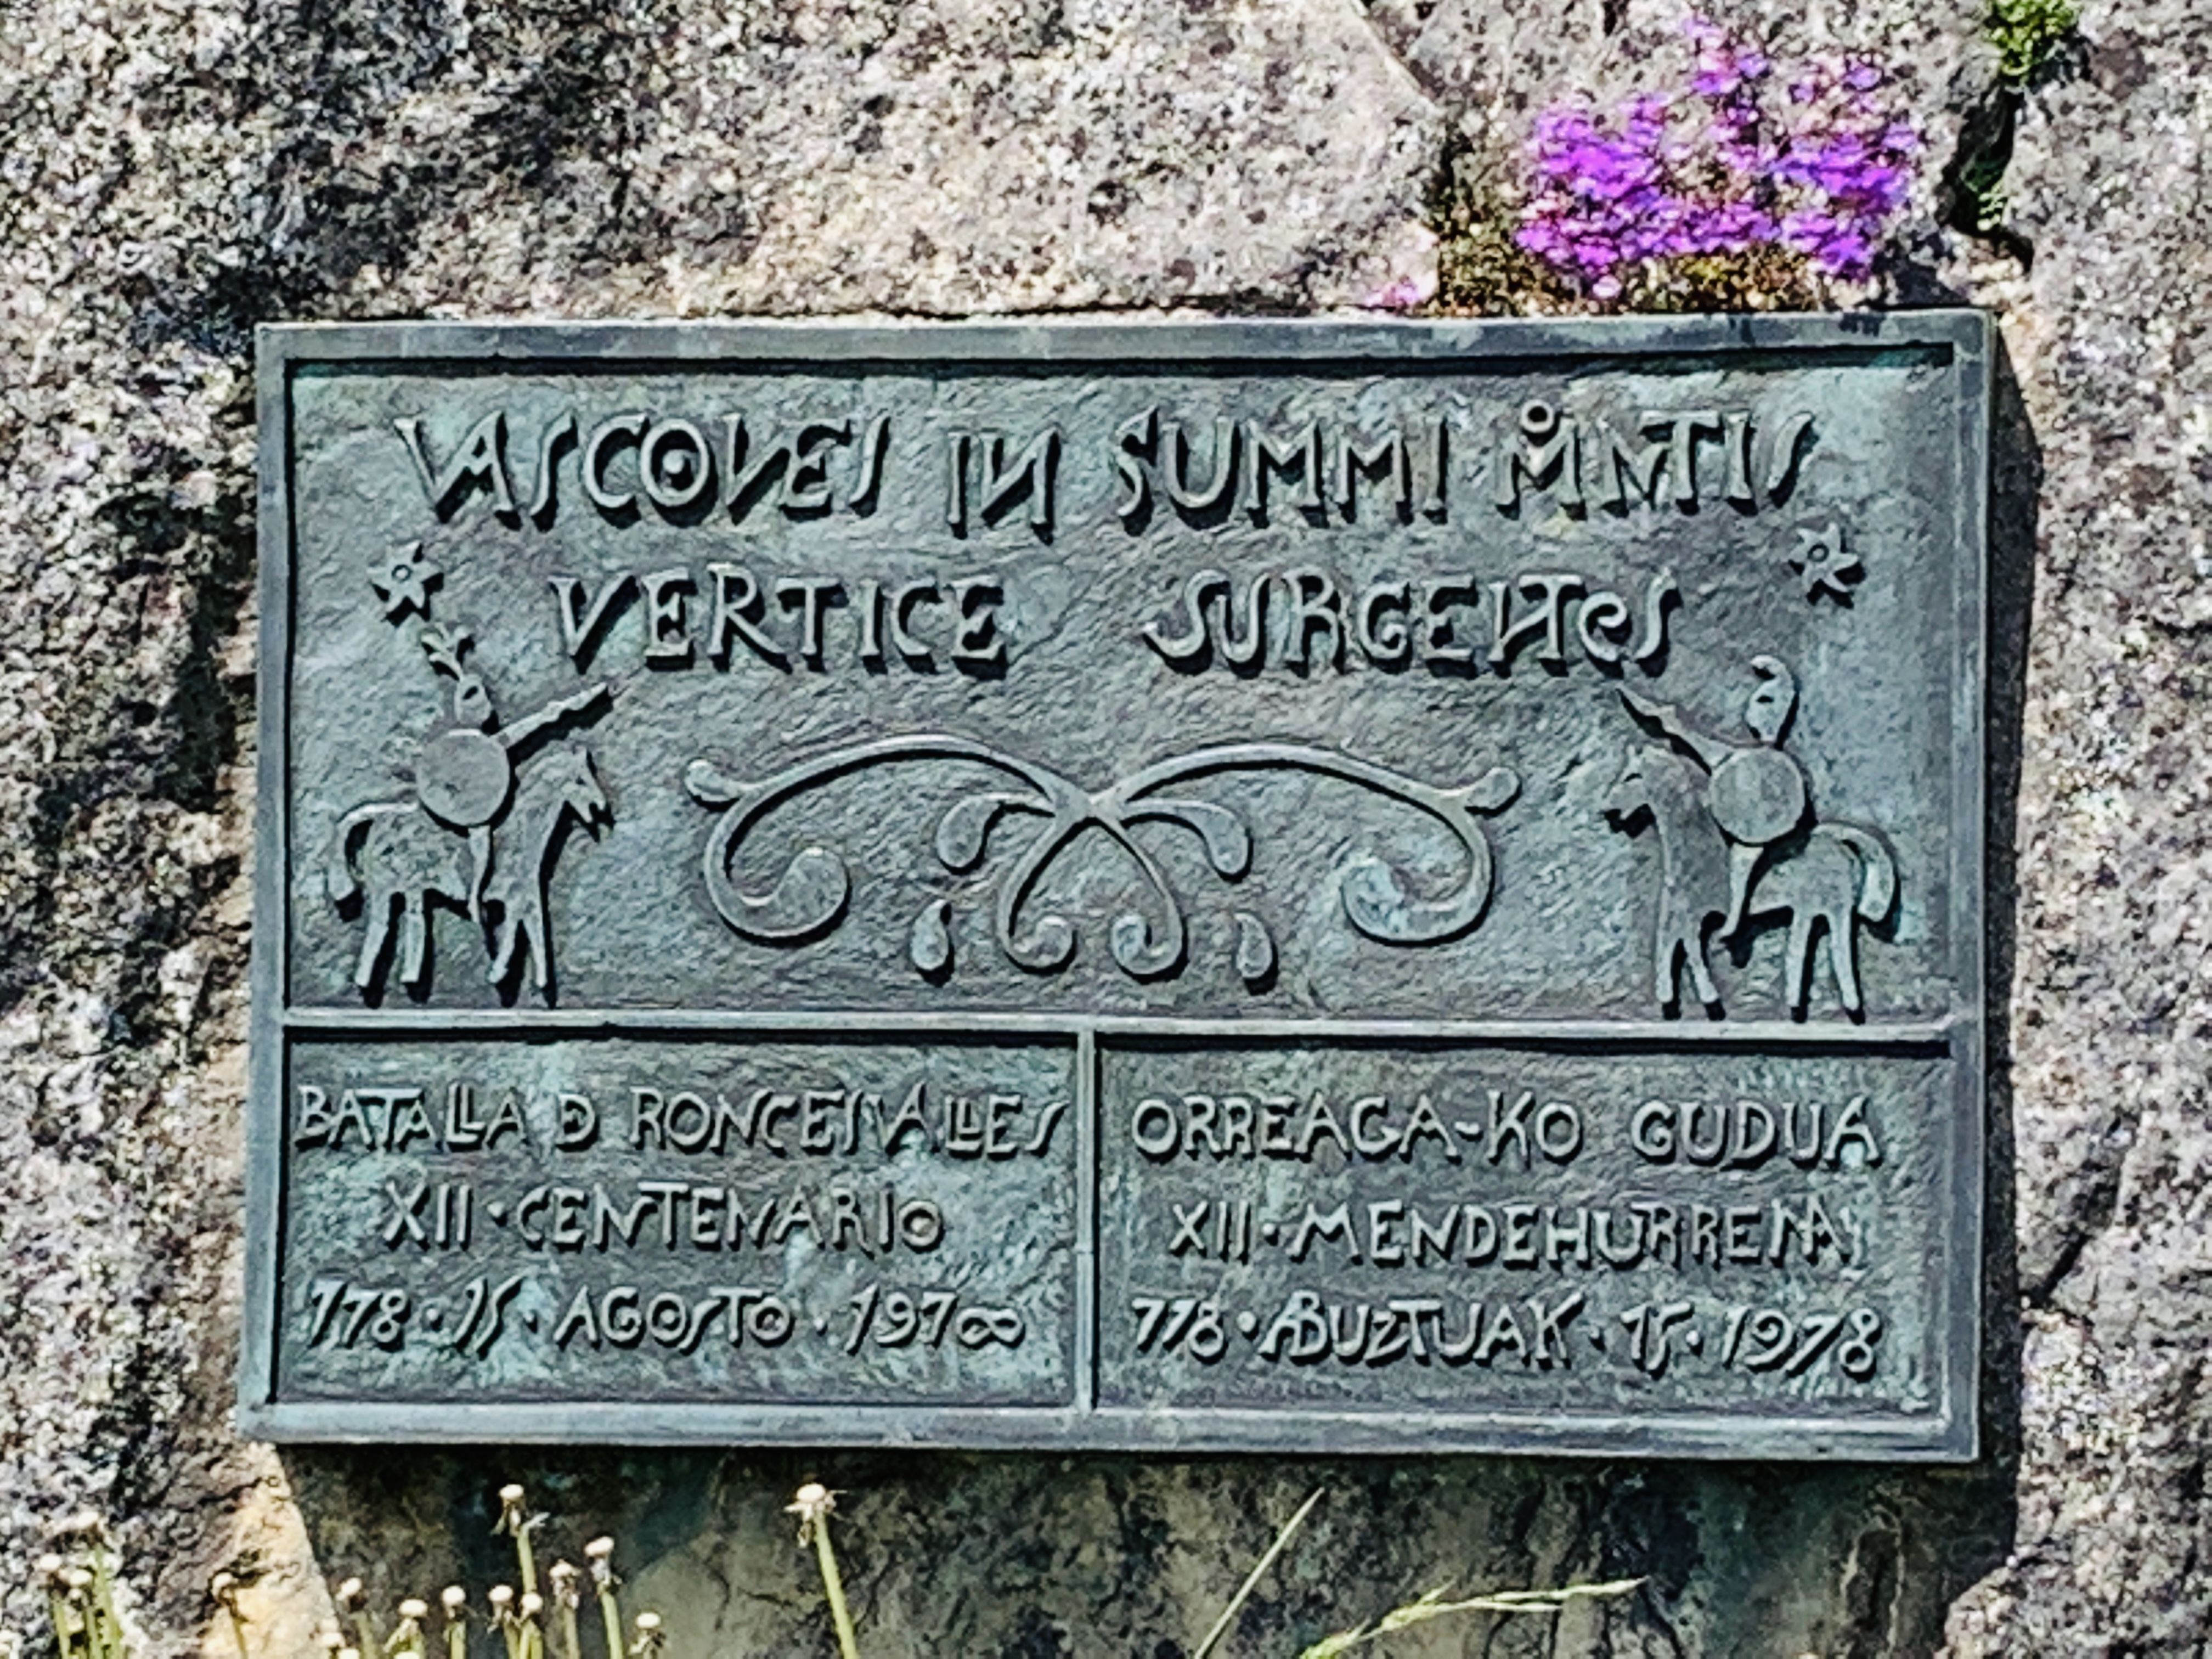 VASCONES IN SUMMI MONTIS
VERTICE SURGENTES
BATALLA D RONCESVALLES
XII·CENTENARIO
778·15·AGOSTO·1978
ORREAGA-KO GUDUA
XII·MENDEHURRENA
778·ABUZTUAK·15·1978